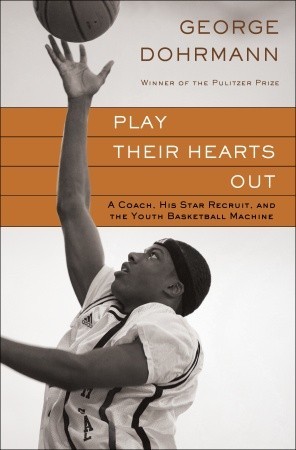 GEORGE
DOHRMANN
WINNER OF THE PULITZER PRIZE
PLAY
THEIR HEARTS
OUT
A COACH, HIS STAR RECRUIT, AND
THE YOUTH BASKETBALL MACHINE